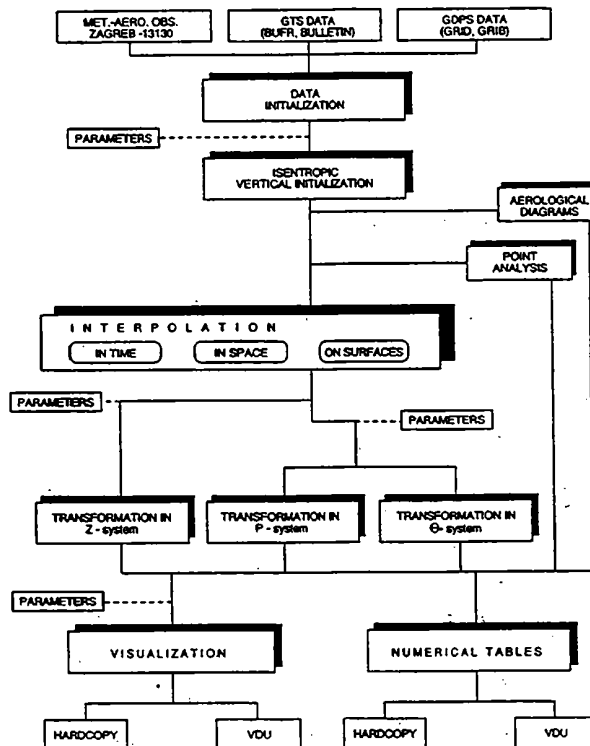 MET.-AERO. OBS.
ZAGREB -13130
GTS DATA
(BUFR, BULLETIN)
GDPS DATA
(GRID, GRIB)
DATA
INITIALIZATION
PARAMETERS
ISENTROPIC
VERTICAL INITIALIZATION
AEROLOGICAL
DIAGRAMS
POINT
ANALYSIS
INTERPOLATION
IN TIME
IN SPACE
ON SURFACES
PARAMETERS
PARAMETERS
TRANSFORMATION IN
Z - system
TRANSFORMATION IN
P - system
TRANSFORMATION IN
Θ- system
PARAMETERS
VISUALIZATION
NUMERICAL TABLES
HARDCOPY
VDU
HARDCOPY
VDU